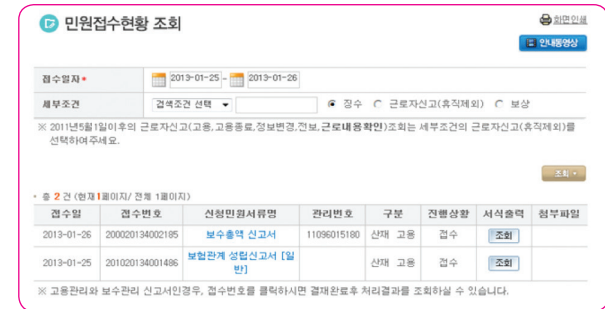 민원접수현황 조회
화면인쇄
안내동영상
접수일자● 2013-01-25 - 2013-01-26
세부조건 검색조건 선택 징수 근로자신고(휴직제외) 보상
※ 2011년5월1일이후의 근로자신고(고용,고용종료,정보변경,전보,근로내용확인)조회는 세부조건의 근로자신고(휴직제외)를
선택하여주세요.
조회
• 총 2 건 (현재 1페이지/ 전체 1페이지)
접수일 접수번호 신청민원서류명 관리번호 구분 진행상황 서식출력 첨부파일
2013-01-26 200020134002185 보수총액 신고서 11096015180 산재 고용 접수 조회
2013-01-25 201020134001486 보험관계 성립신고서 [일
반] 산재 고용 접수 조회
※ 고용관리와 보수관리 신고서인경우, 접수번호를 클릭하시면 결재완료후 처리결과를 조회하실 수 있습니다.